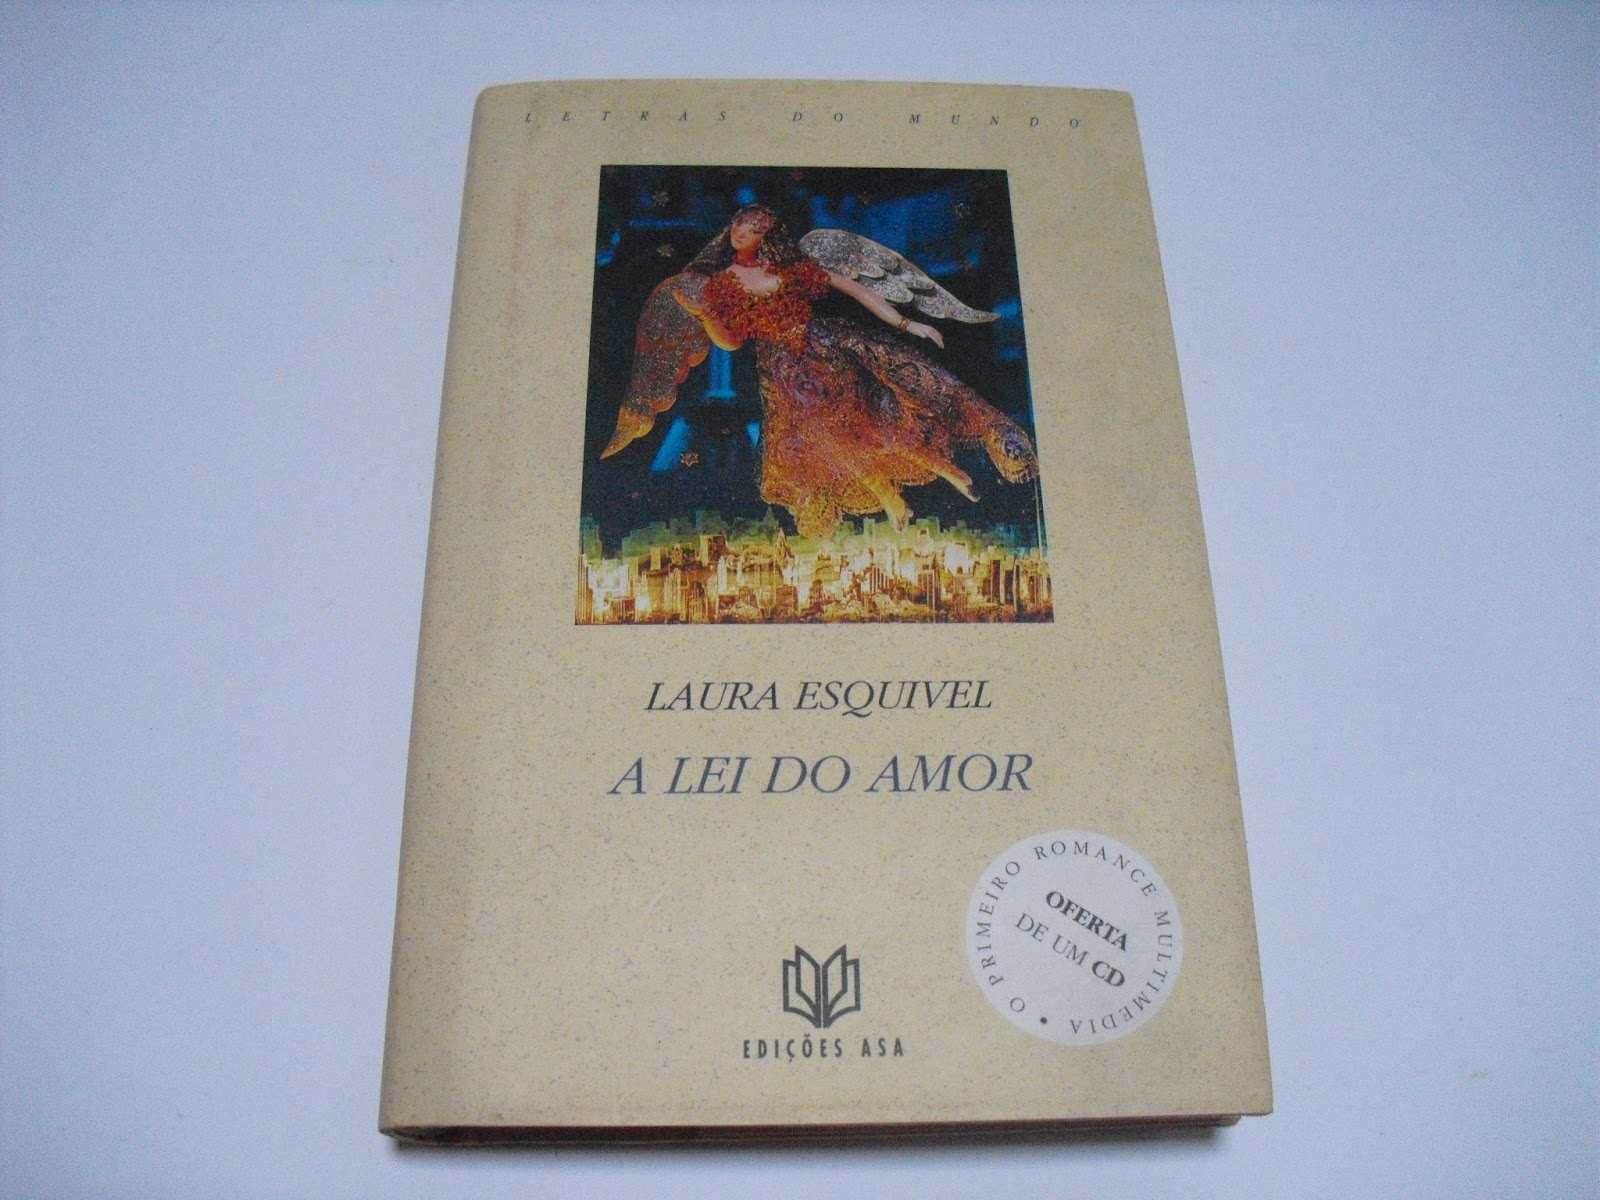 LETRAS DO MUNDO
LAURA ESQUIVEL
A LEI DO AMOR
O PRIMEIRO ROMANCE MULTIMEDIA •
OFERTA
DE UM CD
EDIÇÕES ASA